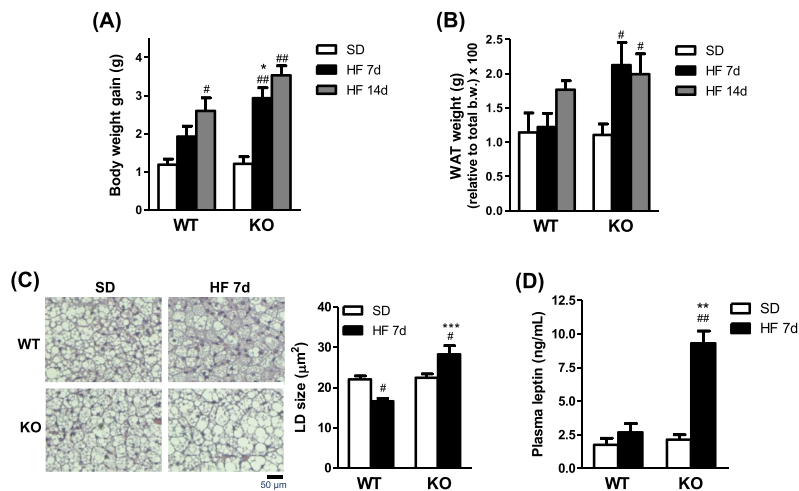 (A)
Body weight gain (g)
4
3
2
1
0
SD
HF 7d
HF 14d
#
*
##
##
WT KO
(B)
WAT weight (g)
(relative to total b.w.) x 100
2.5
2.0
1.5
1.0
0.5
0.0
SD
HF 7d
HF 14d
# #
WT KO
(C)
SD HF 7d
WT
KO
50 µm
LD size (µm²)
40
30
20
10
0
SD
HF 7d
#
***
#
WT KO
(D)
Plasma leptin (ng/mL)
12.5
10.0
7.5
5.0
2.5
0.0
SD
HF 7d
**
##
WT KO